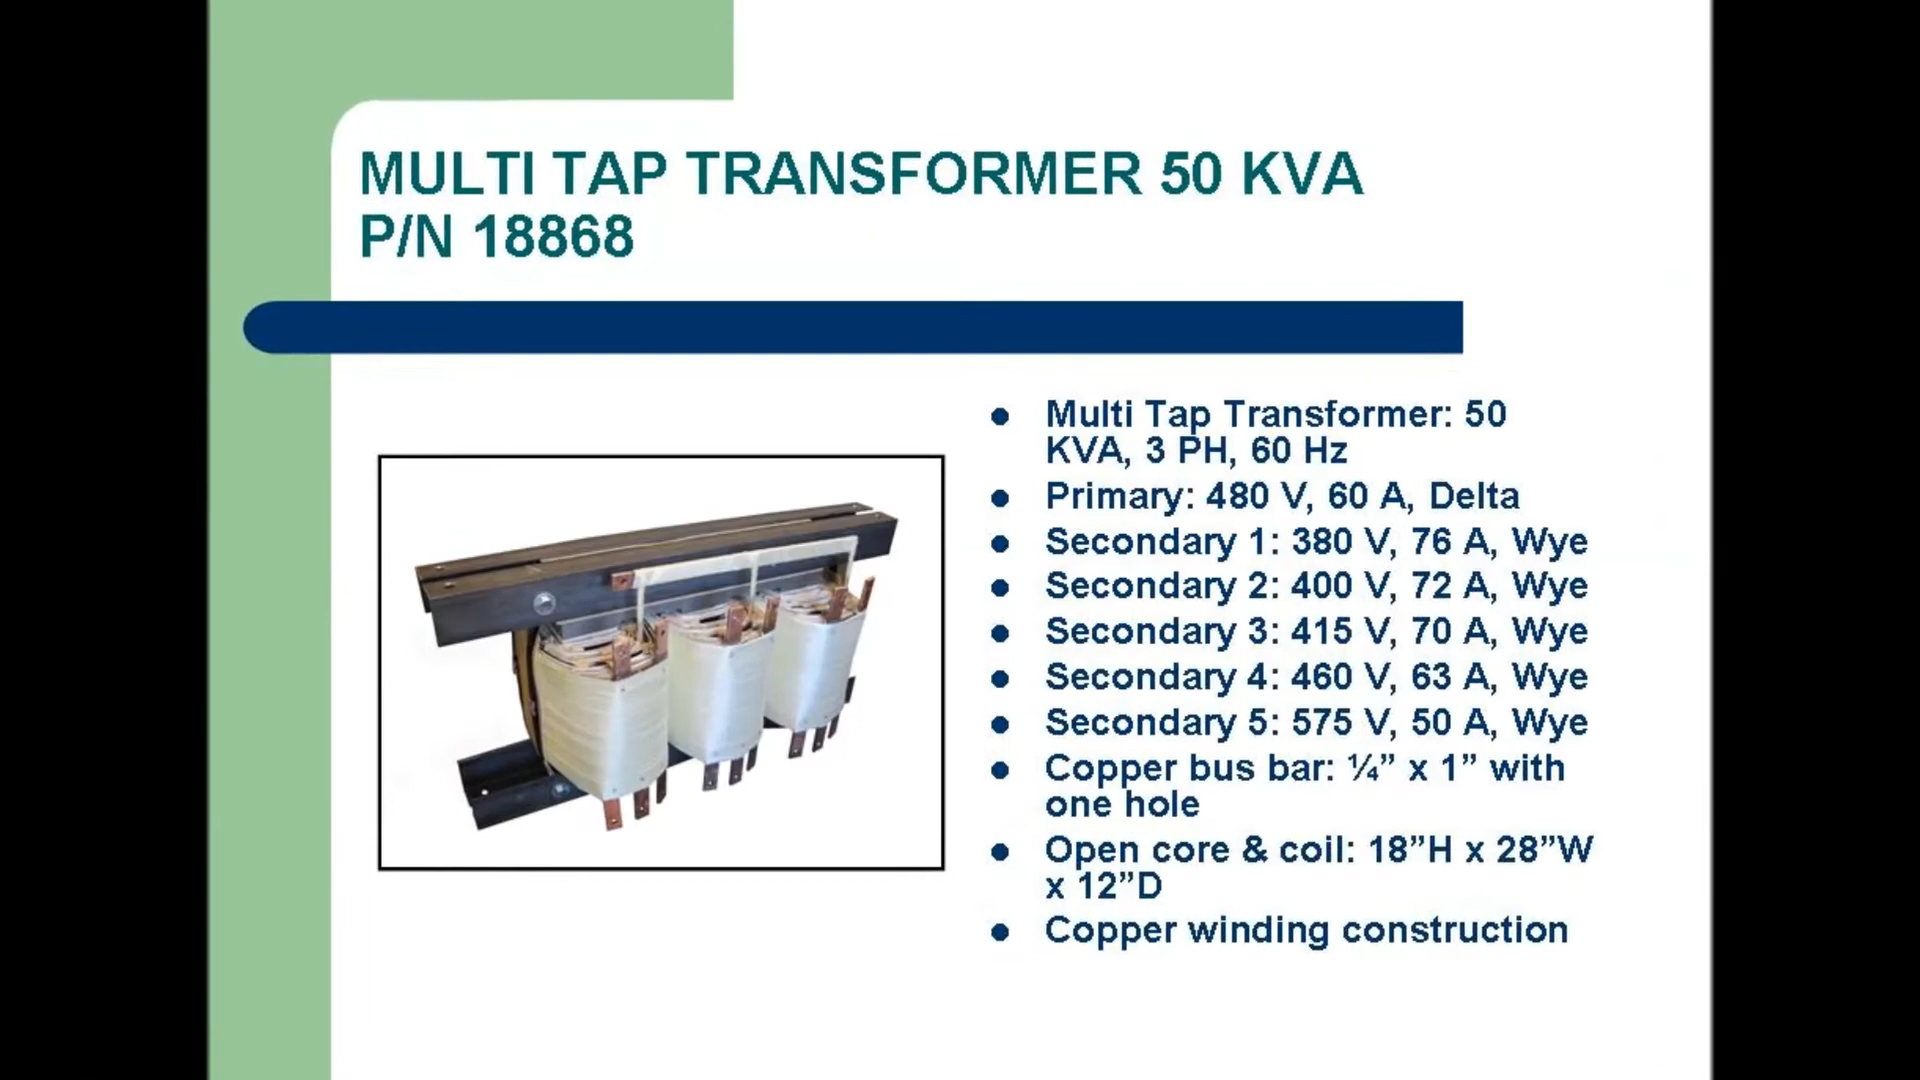 MULTI TAP TRANSFORMER 50 KVA
P/N 18868
Multi Tap Transformer: 50
KVA, 3 PH, 60 Hz
Primary: 480 V, 60 A, Delta
Secondary 1: 380 V, 76 A, Wye
Secondary 2: 400 V, 72 A, Wye
Secondary 3: 415 V, 70 A, Wye
Secondary 4: 460 V, 63 A, Wye
Secondary 5: 575 V, 50 A, Wye
Copper bus bar: ¼” x 1” with
one hole
Open core & coil: 18”H x 28”W
x 12”D
Copper winding construction